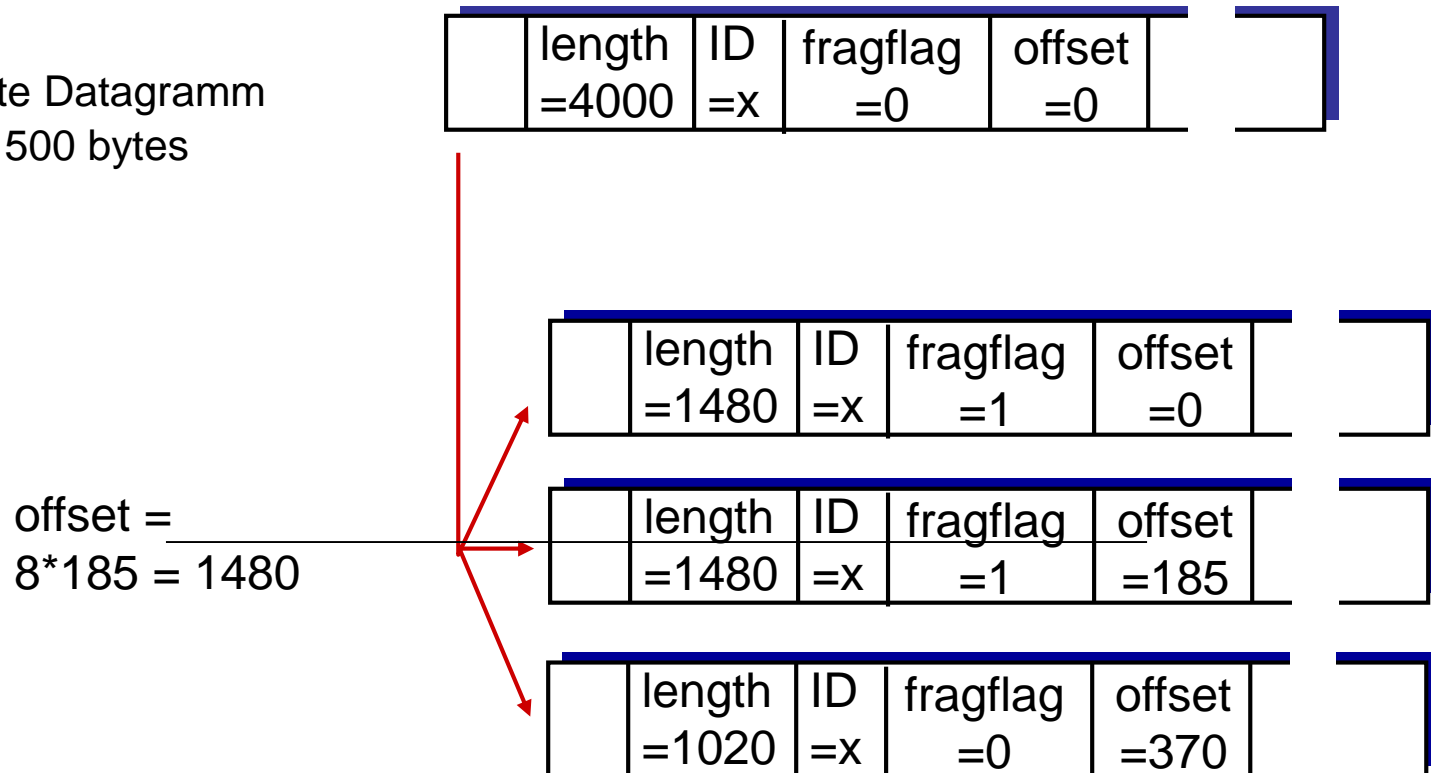 length ID fragflag offset
=4000 =x =0 =0
te Datagramm
500 bytes
length ID fragflag offset
=1480 =x =1 =0
offset =
8*185 = 1480
length ID fragflag offset
=1480 =x =1 =185
length ID fragflag offset
=1020 =x =0 =370